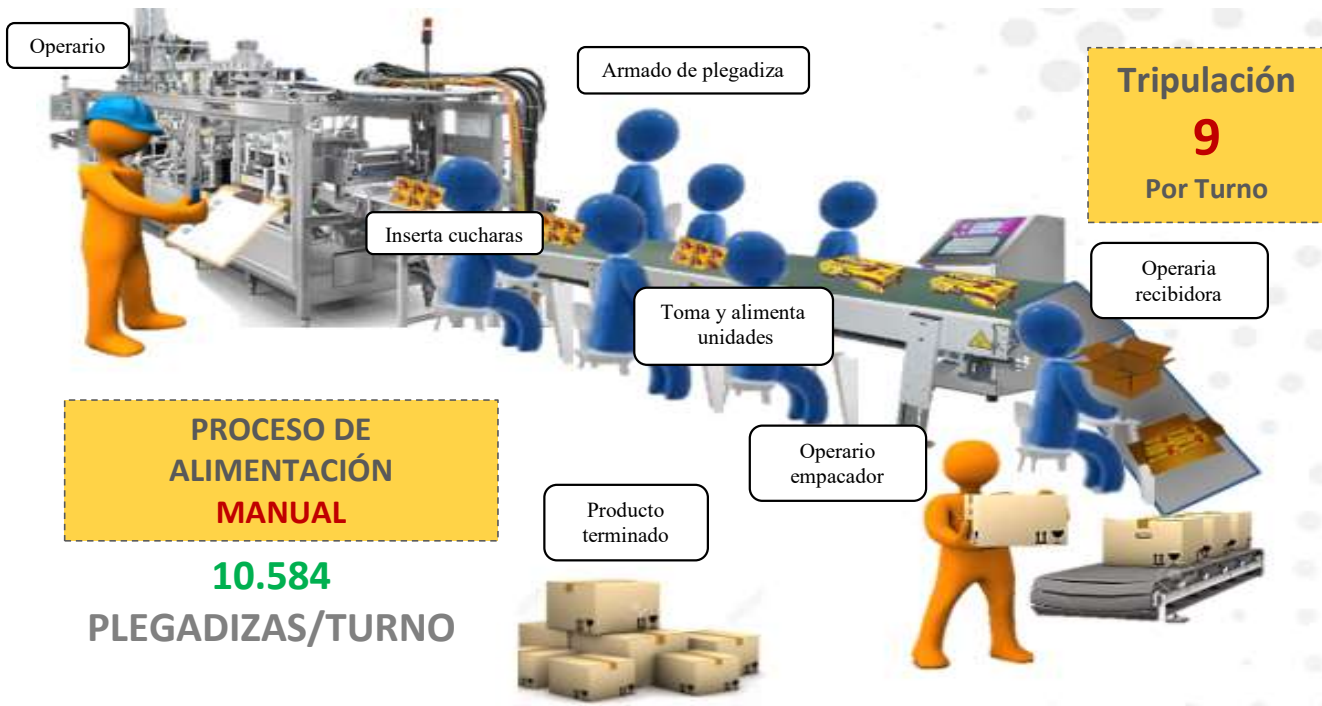 Operario
Armado de plegadiza
Tripulación
9
Por Turno
Inserta cucharas
Operaria
recibidora
Toma y alimenta
unidades
PROCESO DE
ALIMENTACIÓN
MANUAL
Operario
empacador
Producto
terminado
10.584
PLEGADIZAS/TURNO